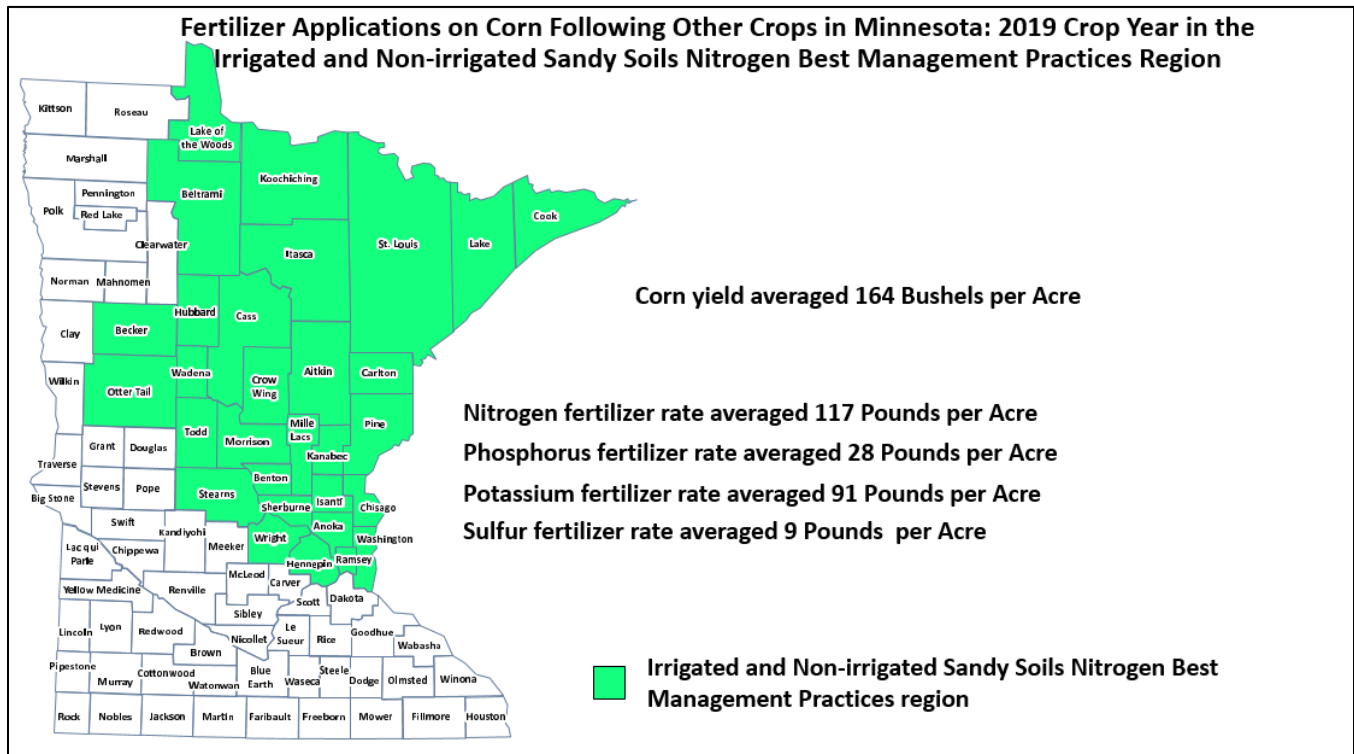 Fertilizer Applications on Corn Following Other Crops in Minnesota: 2019 Crop Year in the
Irrigated and Non-irrigated Sandy Soils Nitrogen Best Management Practices Region
Kittson
Roseau
Lake of
the Woods
Marshall
Koochiching
Pennington
Beltrami
Polk
Red Lake
Cook
Clearwater
St. Louis
Lake
Itasca
Norman
Mahnomen
Corn yield averaged 164 Bushels per Acre
Hubbard
Cass
Clay
Becker
Wadena
Aitkin
Carlton
Wilkin
Otter Tail
Crow
Wing
Nitrogen fertilizer rate averaged 117 Pounds per Acre
Mille
Lacs
Pine
Todd
Morrison
Grant
Douglas
Phosphorus fertilizer rate averaged 28 Pounds per Acre
Kanabec
Traverse
Benton
Stevens
Pope
Stearns
Potassium fertilizer rate averaged 91 Pounds per Acre
Big Stone
Isanti
Sherburne
Chisago
Swift
Anoka
Sulfur fertilizer rate averaged 9 Pounds per Acre
Kandiyohi
Wright
Washington
Lac qui
Parle
Chippewa
Meeker
Hennepin
Ramsey
McLeod
Carver
Yellow Medicine
Renville
Scott
Dakota
Sibley
Lincoln
Lyon
Redwood
Nicollet
Le
Sueur
Rice
Goodhue
Wabasha
Brown
Pipestone
Murray
Cottonwood
Watonwan
Blue
Earth
Waseca
Steele
Dodge
Olmsted
Winona
Irrigated and Non-irrigated Sandy Soils Nitrogen Best
Management Practices region
Rock
Nobles
Jackson
Martin
Faribault
Freeborn
Mower
Fillmore
Houston